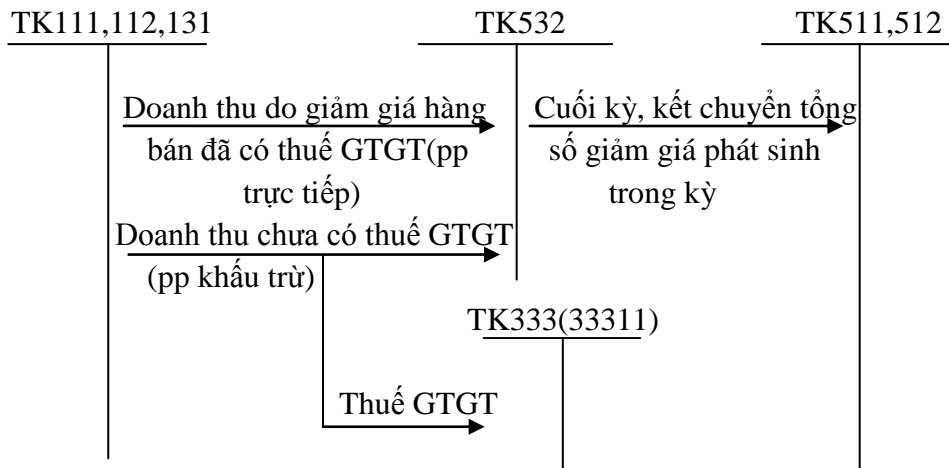 TK111,112,131
TK532
TK511,512
Doanh thu do giảm giá hàng
bán đã có thuế GTGT(pp
trực tiếp)
Cuối kỳ, kết chuyển tổng
số giảm giá phát sinh
trong kỳ
Doanh thu chưa có thuế GTGT
(pp khấu trừ)
TK333(33311)
Thuế GTGT